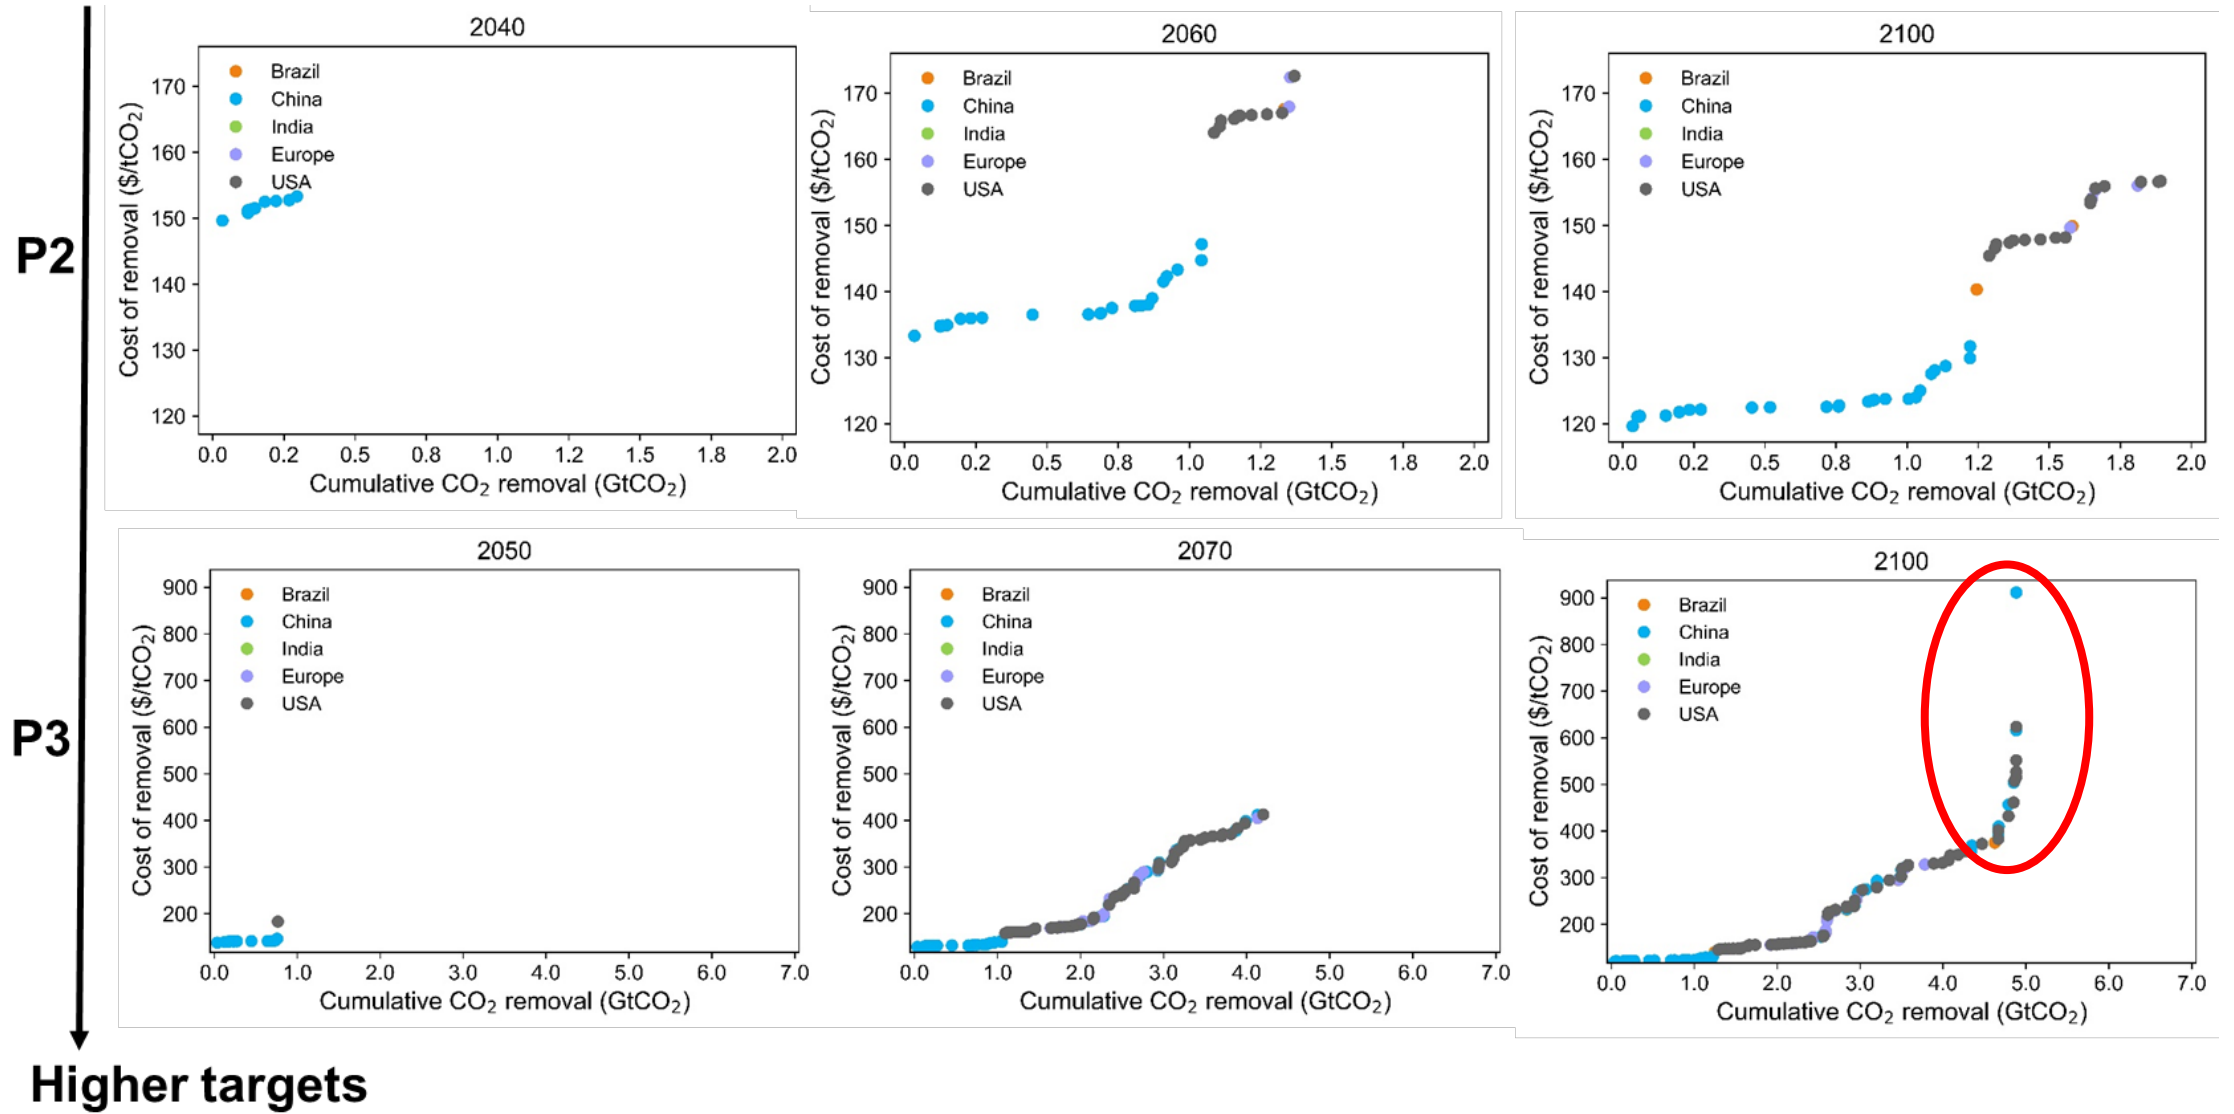 P2
2040
Cost of removal ($/tCO₂)
170
160
150
140
130
120
Brazil
China
India
Europe
USA
0.0 0.2 0.5 0.8 1.0 1.2 1.5 1.8 2.0
Cumulative CO₂ removal (GtCO₂)
2060
Cost of removal ($/tCO₂)
170
160
150
140
130
120
Brazil
China
India
Europe
USA
0.0 0.2 0.5 0.8 1.0 1.2 1.5 1.8 2.0
Cumulative CO₂ removal (GtCO₂)
2100
Cost of removal ($/tCO₂)
170
160
150
140
130
120
Brazil
China
India
Europe
USA
0.0 0.2 0.5 0.8 1.0 1.2 1.5 1.8 2.0
Cumulative CO₂ removal (GtCO₂)
P3
2050
Cost of removal ($/tCO₂)
900
800
700
600
500
400
300
200
Brazil
China
India
Europe
USA
0.0 1.0 2.0 3.0 4.0 5.0 6.0 7.0
Cumulative CO₂ removal (GtCO₂)
2070
Cost of removal ($/tCO₂)
900
800
700
600
500
400
300
200
Brazil
China
India
Europe
USA
0.0 1.0 2.0 3.0 4.0 5.0 6.0 7.0
Cumulative CO₂ removal (GtCO₂)
2100
Cost of removal ($/tCO₂)
900
800
700
600
500
400
300
200
Brazil
China
India
Europe
USA
0.0 1.0 2.0 3.0 4.0 5.0 6.0 7.0
Cumulative CO₂ removal (GtCO₂)
Higher targets